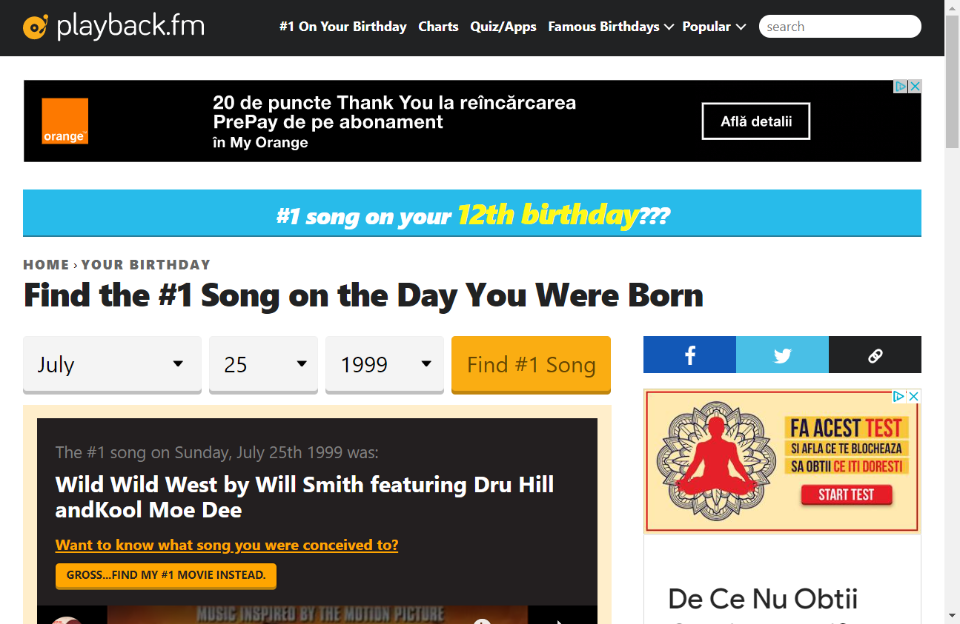 playback.fm
#1 On Your Birthday Charts Quiz/Apps Famous Birthdays Popular search
orange
20 de puncte Thank You la reîncărcarea
PrePay de pe abonament
în My Orange
Află detalii
#1 song on your 12th birthday???
HOME › YOUR BIRTHDAY
Find the #1 Song on the Day You Were Born
July 25 1999 Find #1 Song
The #1 song on Sunday, July 25th 1999 was:
Wild Wild West by Will Smith featuring Dru Hill
andKool Moe Dee
Want to know what song you were conceived to?
GROSS...FIND MY #1 MOVIE INSTEAD.
MUSIC INSPIRED BY THE MOTION PICTURE
FA ACEST TEST
SI AFLA CE TE BLOCHEAZA
SA OBTII CE ITI DORESTI
START TEST
De Ce Nu Obtii